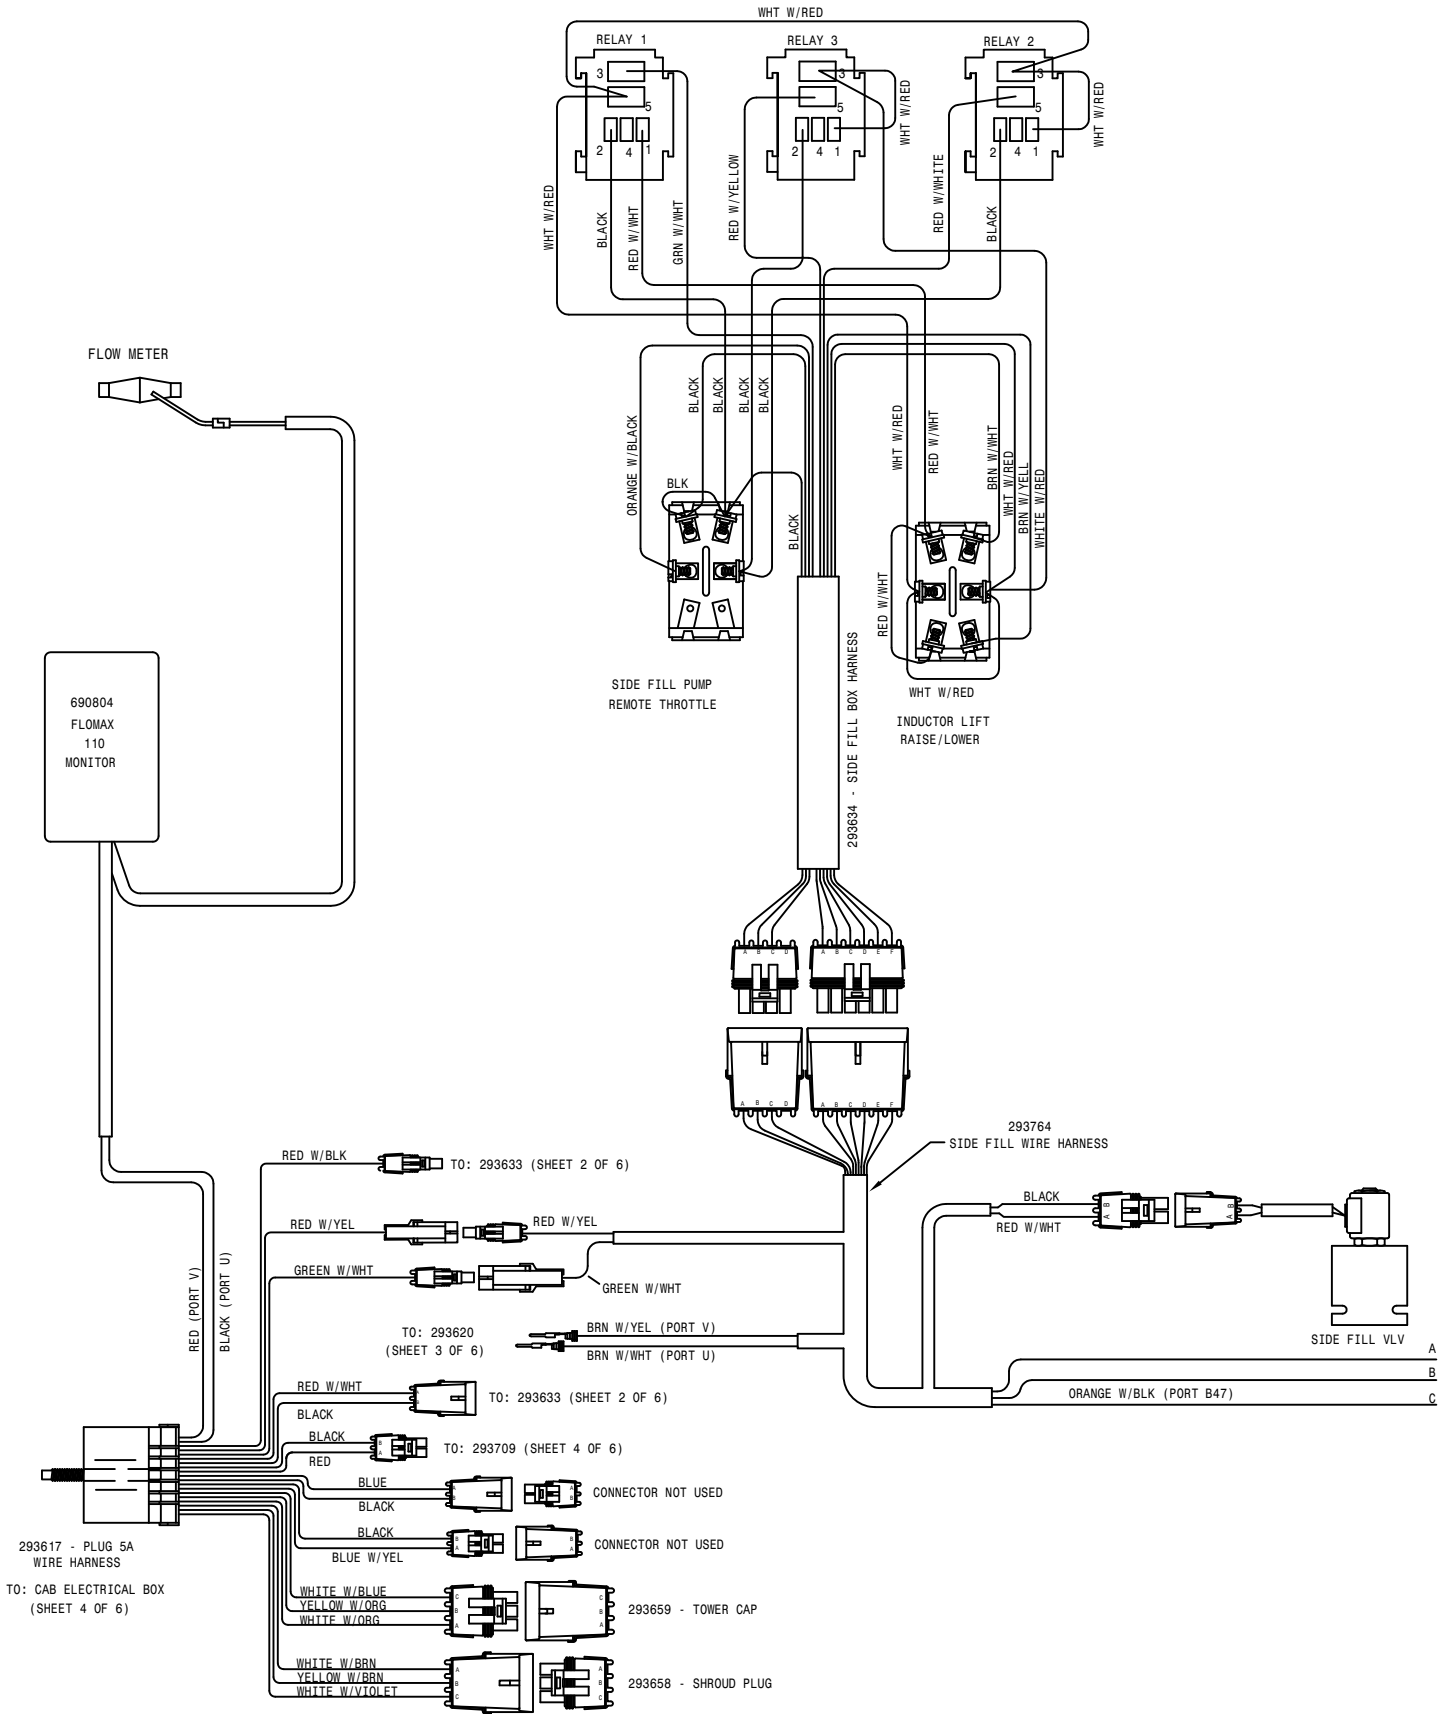 WHT W/RED
RELAY 1
RELAY 3
RELAY 2
3
5
2
4
1
3
5
2
4
1
3
5
2
4
1
WHT W/RED
WHT W/RED
WHT W/RED
BLACK
RED W/WHT
GRN W/WHT
RED W/YELLOW
RED W/WHITE
BLACK
FLOW METER
ORANGE W/BLACK
BLACK
BLACK
BLACK
BLACK
BLK
BLACK
WHT W/RED
RED W/WHT
BRN W/WHT
WHT W/RED
BRN W/YELL
WHITE W/RED
RED W/WHT
SIDE FILL PUMP
REMOTE THROTTLE
WHT W/RED
INDUCTOR LIFT
RAISE/LOWER
690804
FLOMAX
110
MONITOR
293634 - SIDE FILL BOX HARNESS
A B C D
A B C D E F
A B C D
A B C D E F
293764
SIDE FILL WIRE HARNESS
RED W/BLK
TO: 293633 (SHEET 2 OF 6)
RED W/YEL
RED W/YEL
GREEN W/WHT
GREEN W/WHT
BLACK
RED W/WHT
B
A
B
A
SIDE FILL VLV
RED (PORT V)
BLACK (PORT U)
TO: 293620
(SHEET 3 OF 6)
BRN W/YEL (PORT V)
BRN W/WHT (PORT U)
A
B
ORANGE W/BLK (PORT B47)
C
RED W/WHT
BLACK
TO: 293633 (SHEET 2 OF 6)
BLACK
RED
B
A
TO: 293709 (SHEET 4 OF 6)
BLUE
BLACK
A
B
A
B
CONNECTOR NOT USED
BLACK
BLUE W/YEL
B
A
B
A
CONNECTOR NOT USED
293617 - PLUG 5A
WIRE HARNESS
TO: CAB ELECTRICAL BOX
(SHEET 4 OF 6)
WHITE W/BLUE
YELLOW W/ORG
WHITE W/ORG
C
B
A
C
B
A
293659 - TOWER CAP
WHITE W/BRN
YELLOW W/BRN
WHITE W/VIOLET
A
B
C
A
B
C
293658 - SHROUD PLUG